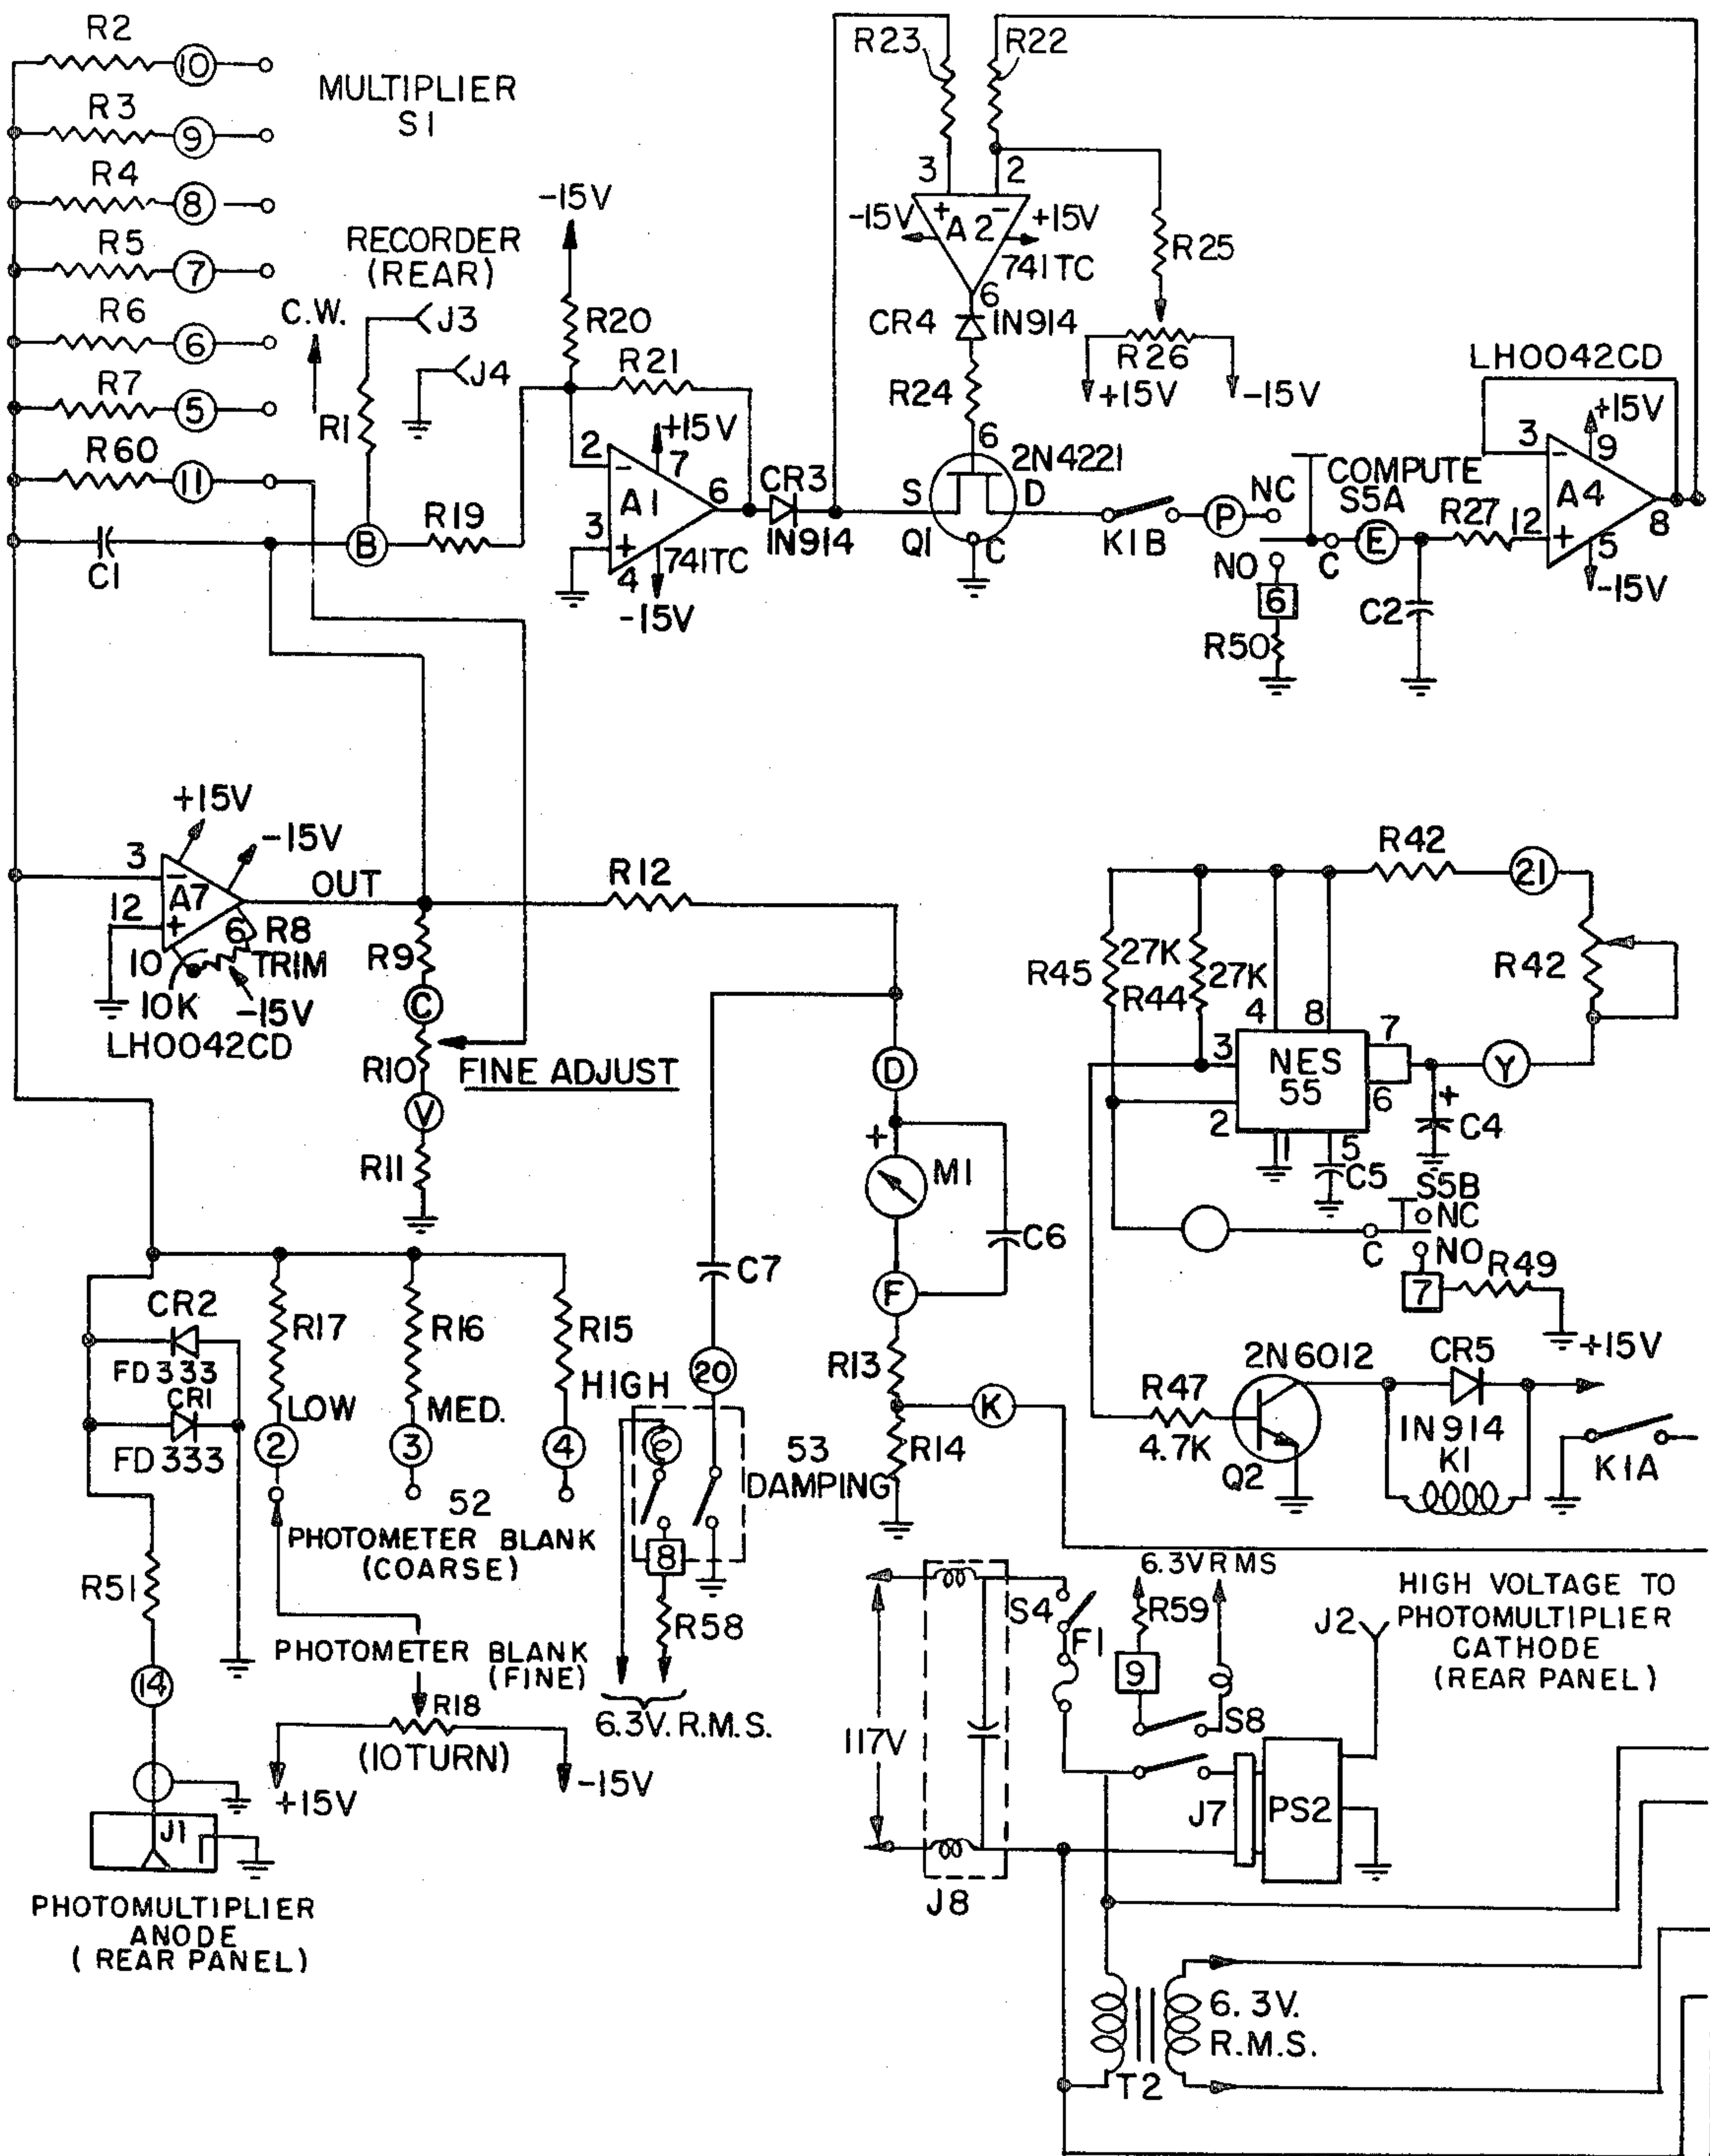 R2
10
MULTIPLIER
S1
R3
9
R4
8
R5
7
R6
6
R7
5
R60
11
C1
C.W.
RECORDER
(REAR)
J3
J4
R1
B
R19
-15V
R20
R21
2
-
+15V
7
A1
6
3
+
4
741TC
-15V
CR3
1N914
R23
R22
3
2
-15V
+
A2
-
+15V
741TC
6
CR4
1N914
R24
R25
R26
+15V
-15V
6
2N4221
S
D
Q1
C
K1B
P
NC
COMPUTE
S5A
NO
C
E
6
R50
R27
C2
LH0042CD
+15V
3
-
9
A4
12
+
5
8
-15V
+15V
-15V
3
-
A7
OUT
12
+
6
R8
TRIM
10
10K
-15V
LH0042CD
R9
C
R10
FINE ADJUST
V
R11
R12
D
+
M1
C6
F
R13
K
R14
C7
20
R42
21
R45
27K
R44
27K
R42
4
8
7
3
NES
55
6
Y
2
1
5
+
C4
C5
S5B
NC
C
NO
7
R49
+15V
2N6012
CR5
R47
4.7K
Q2
1N914
K1
K1A
CR2
FD333
CR1
FD333
R17
LOW
2
R16
MED.
3
R15
HIGH
4
52
PHOTOMETER BLANK
(COARSE)
53
DAMPING
8
R58
6.3V. R.M.S.
PHOTOMETER BLANK
(FINE)
R18
(10TURN)
+15V
-15V
R51
14
J1
PHOTOMULTIPLIER
ANODE
( REAR PANEL)
117V
J8
S4
F1
6.3VRMS
R59
9
S8
J7
PS2
J2
HIGH VOLTAGE TO
PHOTOMULTIPLIER
CATHODE
(REAR PANEL)
T2
6.3V.
R.M.S.